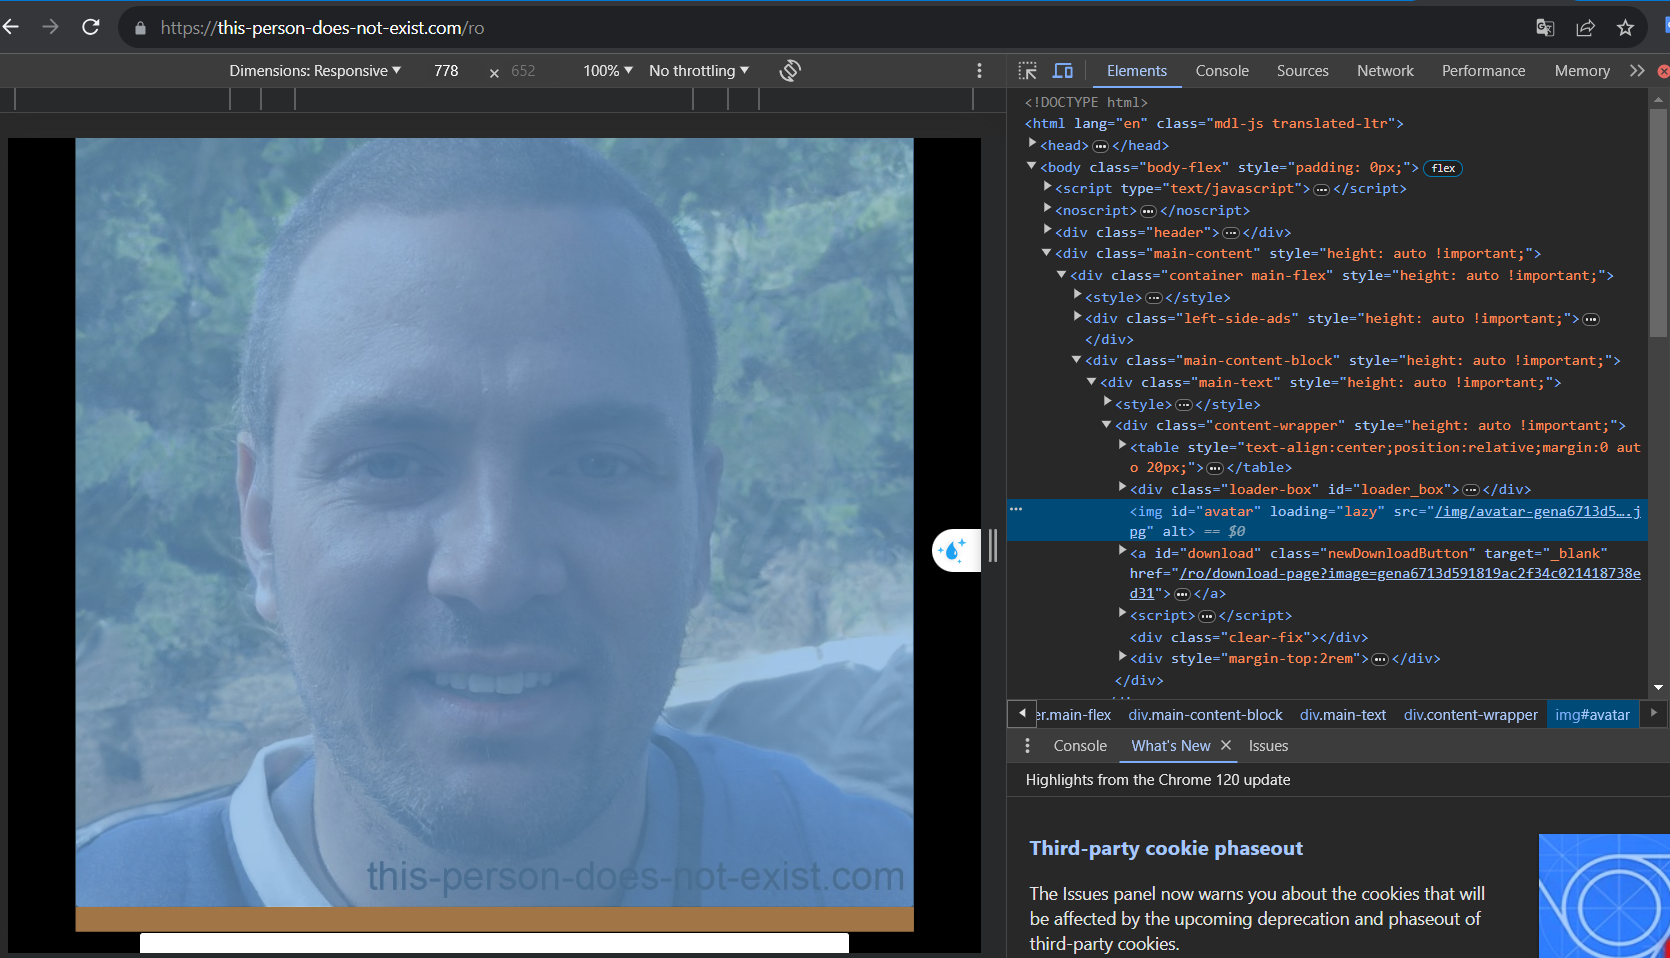 https://this-person-does-not-exist.com/ro
Dimensions: Responsive 778 × 652 100% No throttling
Elements Console Sources Network Performance Memory
<!DOCTYPE html>
<html lang="en" class="mdl-js translated-ltr">
<head> ··· </head>
<body class="body-flex" style="padding: 0px;"> flex
<script type="text/javascript"> ··· </script>
<noscript> ··· </noscript>
<div class="header"> ··· </div>
<div class="main-content" style="height: auto !important;">
<div class="container main-flex" style="height: auto !important;">
<style> ··· </style>
<div class="left-side-ads" style="height: auto !important;"> ···
</div>
<div class="main-content-block" style="height: auto !important;">
<div class="main-text" style="height: auto !important;">
<style> ··· </style>
<div class="content-wrapper" style="height: auto !important;">
<table style="text-align:center;position:relative;margin:0 aut
o 20px;"> ··· </table>
<div class="loader-box" id="loader_box"> ··· </div>
··· <img id="avatar" loading="lazy" src="/img/avatar-gena6713d5….j
pg" alt> == $0
<a id="download" class="newDownloadButton" target="_blank"
href="/ro/download-page?image=gena6713d591819ac2f34c021418738e
d31"> ··· </a>
<script> ··· </script>
<div class="clear-fix"></div>
<div style="margin-top:2rem"> ··· </div>
</div>
er.main-flex div.main-content-block div.main-text div.content-wrapper img#avatar
Console What's New × Issues
Highlights from the Chrome 120 update
Third-party cookie phaseout
The Issues panel now warns you about the cookies that will
be affected by the upcoming deprecation and phaseout of
third-party cookies.
this-person-does-not-exist.com